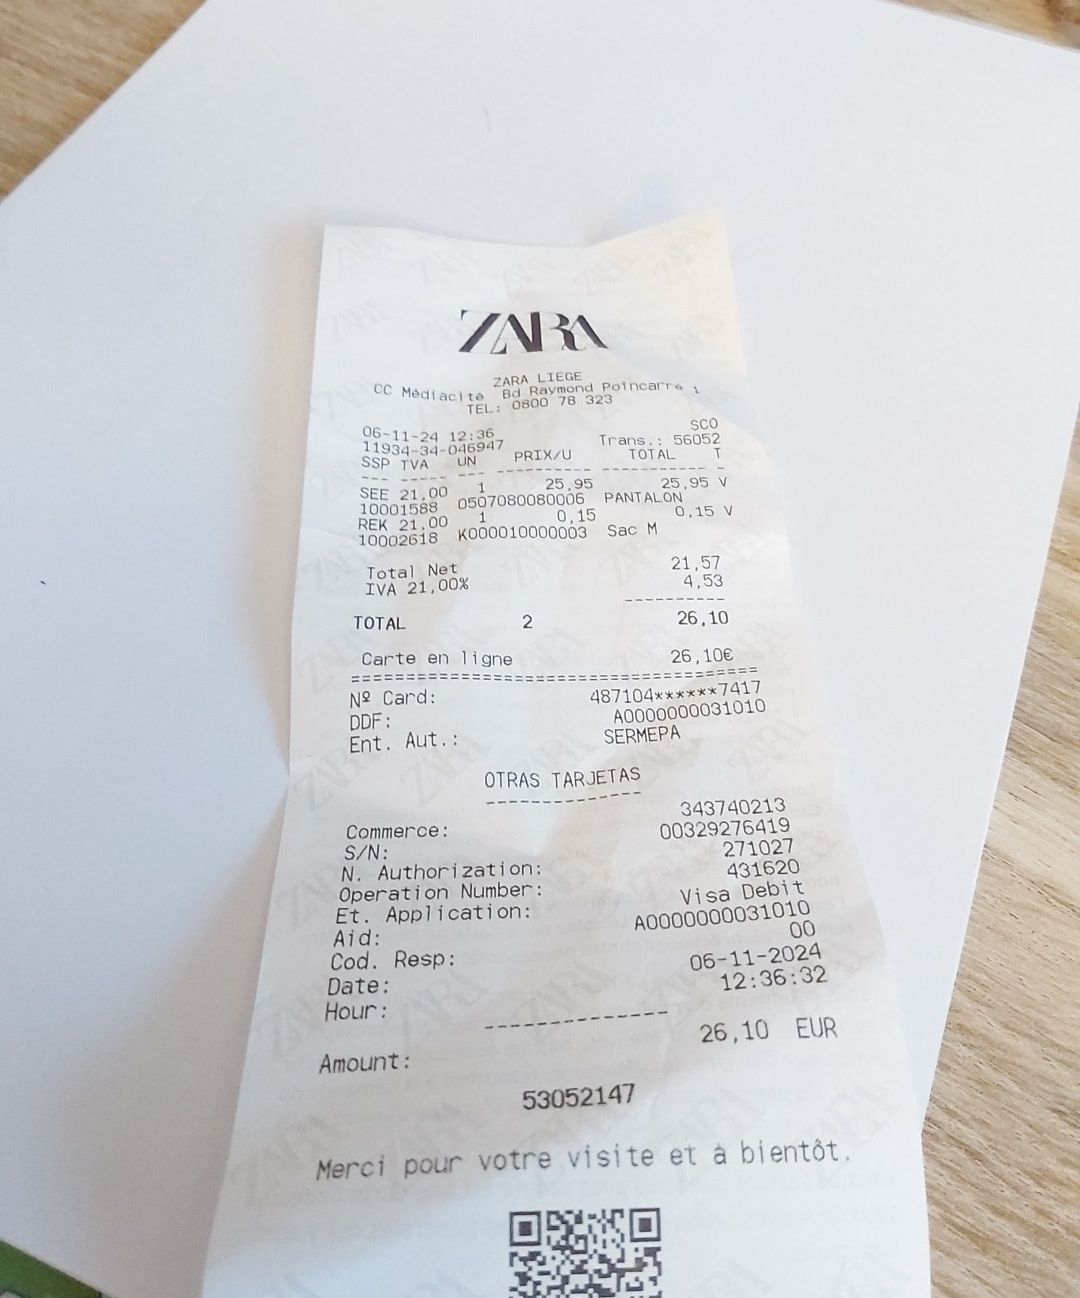 ZARA
ZARA LIEGE
CC Médiacité Bd Raymond Poincarre 1
TEL: 0800 78 323
SCO
06-11-24 12:36
11934-34-046947 Trans.: 56052
SSP TVA UN PRIX/U TOTAL T
--- ----- --- ---------- ----------- -
SEE 21,00 1 25,95 25,95 V
10001588 0507080080006 PANTALON
REK 21,00 1 0,15 0,15 V
10002618 K000010000003 Sac M
Total Net 21,57
IVA 21,00% 4,53
----------
TOTAL 2 26,10
Carte en ligne 26,10€
==========================================
Nº Card: 487104******7417
DDF: A0000000031010
Ent. Aut.: SERMEPA
OTRAS TARJETAS
--------------
Commerce: 343740213
S/N: 00329276419
N. Authorization: 271027
Operation Number: 431620
Et. Application: Visa Debit
Aid: A0000000031010
Cod. Resp: 00
Date: 06-11-2024
Hour: 12:36:32
--------------
Amount: 26,10 EUR
53052147
Merci pour votre visite et à bientôt.